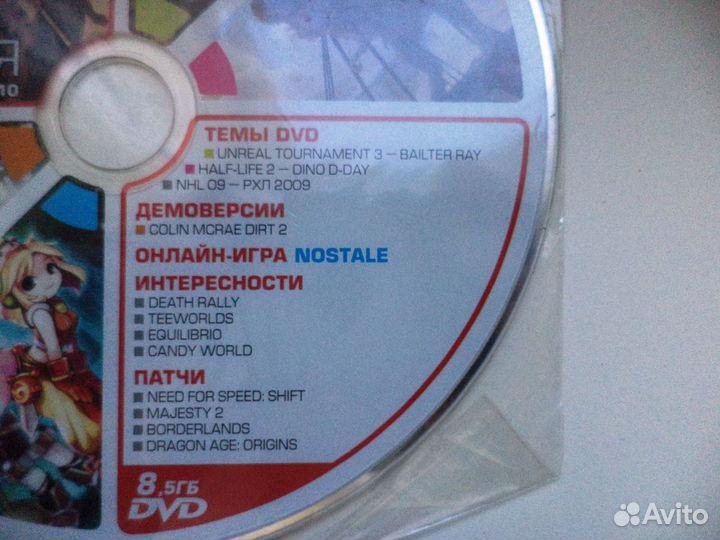 Я
10
ТЕМЫ DVD
UNREAL TOURNAMENT 3 – BAILTER RAY
HALF-LIFE 2 – DINO D-DAY
NHL 09 – РХЛ 2009
ДЕМОВЕРСИИ
COLIN MCRAE DIRT 2
ОНЛАЙН-ИГРА NOSTALE
ИНТЕРЕСНОСТИ
DEATH RALLY
TEEWORLDS
EQUILIBRIO
CANDY WORLD
ПАТЧИ
NEED FOR SPEED: SHIFT
MAJESTY 2
BORDERLANDS
DRAGON AGE: ORIGINS
8,5ГБ
DVD
Avito